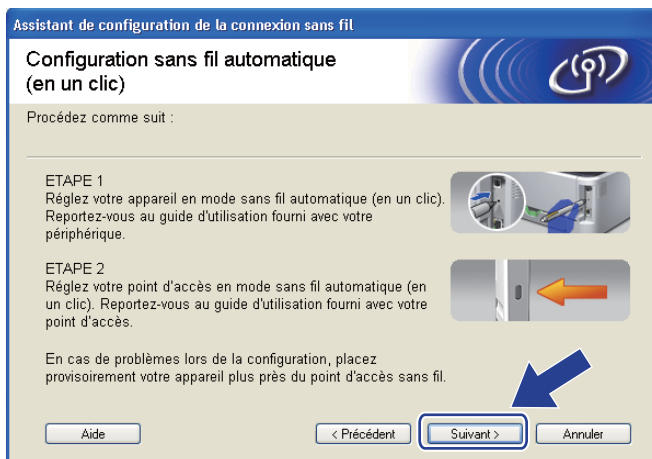 Assistant de configuration de la connexion sans fil
Configuration sans fil automatique
(en un clic)
Procédez comme suit :
ETAPE 1
Réglez votre appareil en mode sans fil automatique (en un clic).
Reportez-vous au guide d'utilisation fourni avec votre
périphérique.
ETAPE 2
Réglez votre point d'accès en mode sans fil automatique (en
un clic). Reportez-vous au guide d'utilisation fourni avec votre
point d'accès.
En cas de problèmes lors de la configuration, placez
provisoirement votre appareil plus près du point d'accès sans fil.
Aide
< Précédent
Suivant >
Annuler